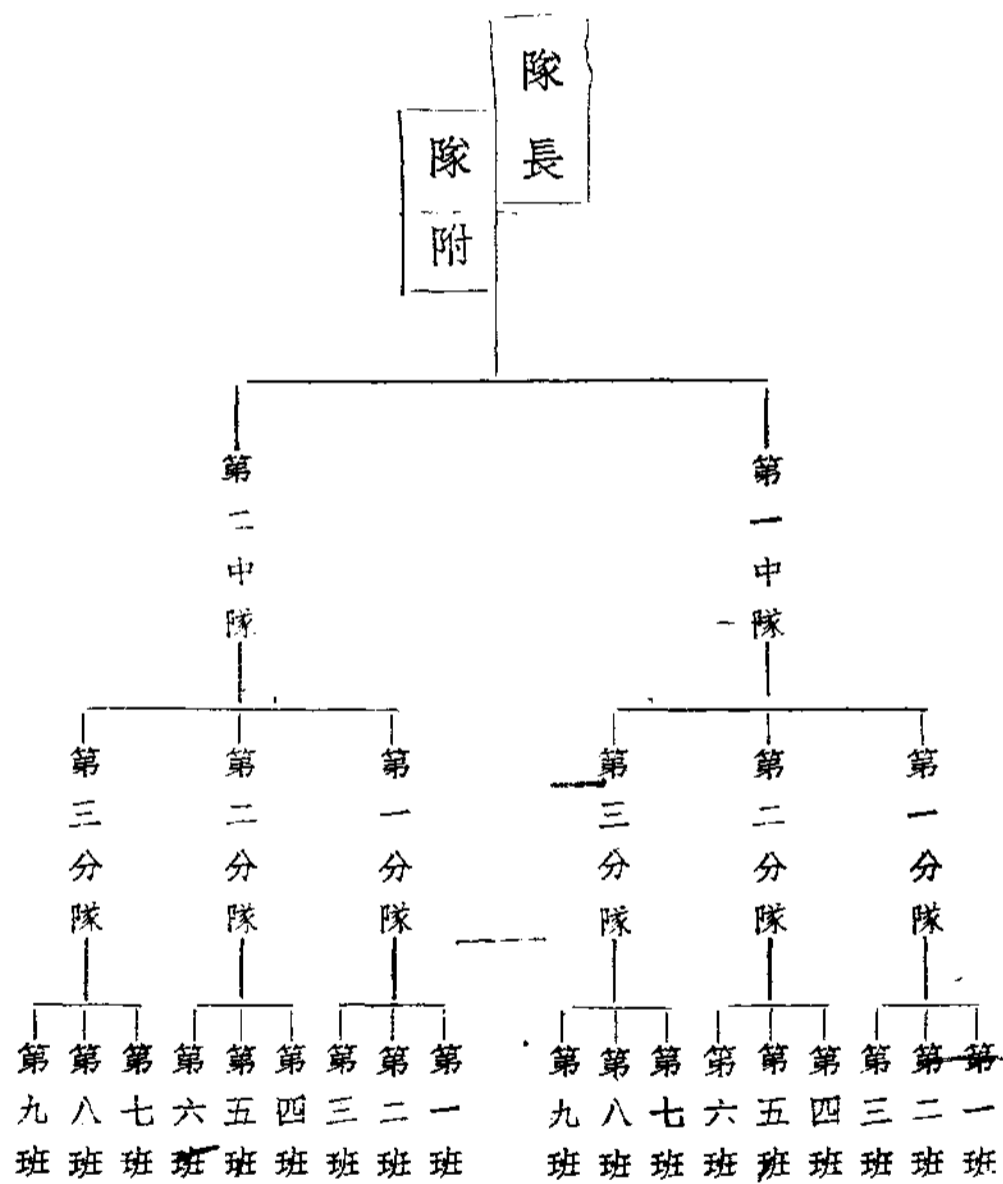 隊長
隊附
第一中隊
第二中隊
第一分隊
第二分隊
第三分隊
第一分隊
第二分隊
第三分隊
第一班
第二班
第三班
第四班
第五班
第六班
第七班
第八班
第九班
第一班
第二班
第三班
第四班
第五班
第六班
第七班
第八班
第九班